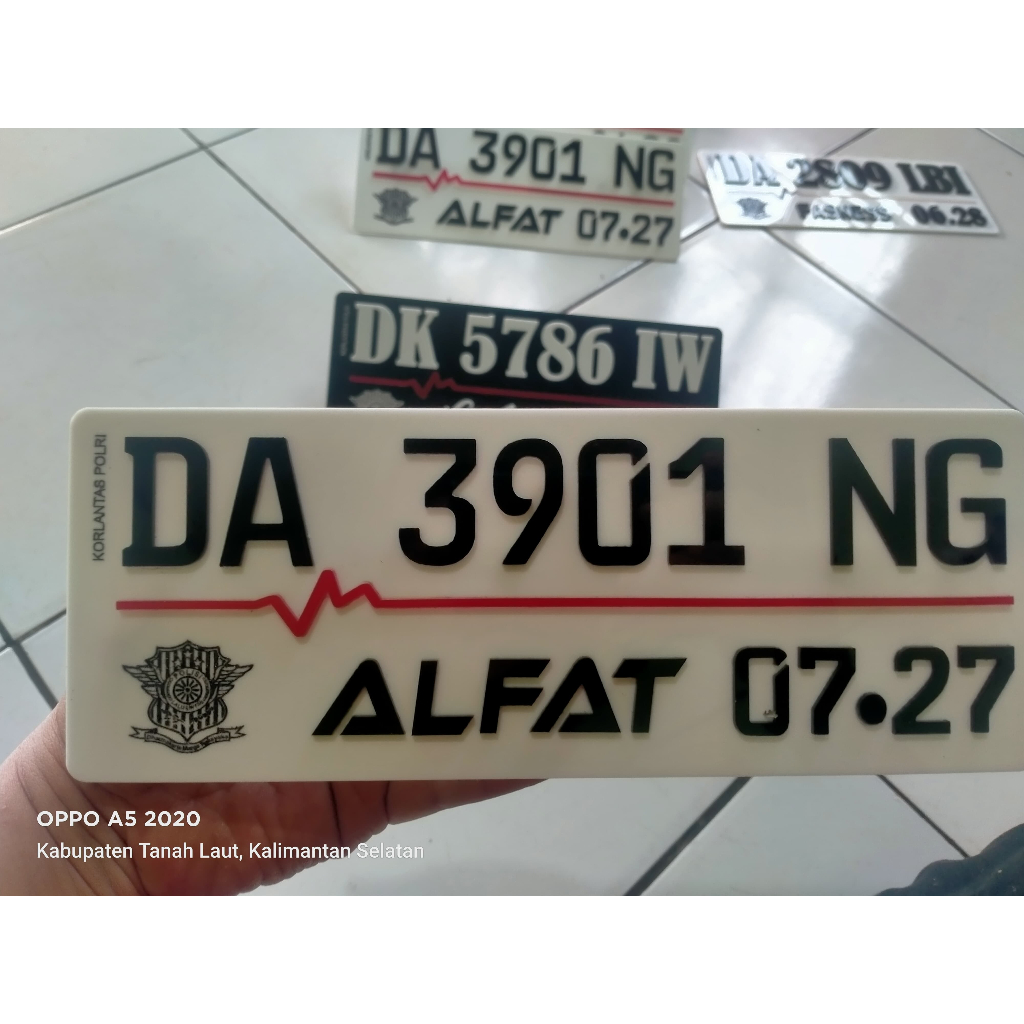 DA 3901 NG
ALFAT 07.27
DA 2809 LBI
06.28
DK 5786 IW
KORLANTAS POLRI
DA 3901 NG
ALFAT 07.27
OPPO A5 2020
Kabupaten Tanah Laut, Kalimantan Selatan